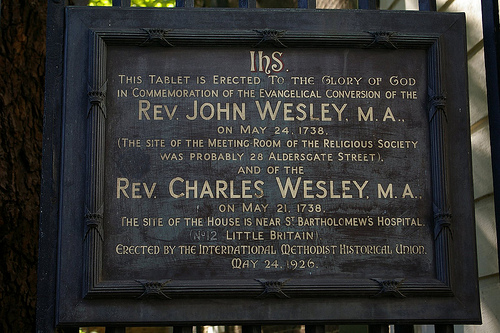 IhS.
THIS TABLET IS ERECTED TO THE GLORY OF GOD
IN COMMEMORATION OF THE EVANGELICAL CONVERSION OF THE
REV. JOHN WESLEY, M.A.,
ON MAY 24, 1738.
(THE SITE OF THE MEETING-ROOM OF THE RELIGIOUS SOCIETY
WAS PROBABLY 28 ALDERSGATE STREET),
AND OF THE
REV. CHARLES WESLEY, M.A.,
ON MAY 21, 1738.
THE SITE OF THE HOUSE IS NEAR ST BARTHOLOMEW'S HOSPITAL,
(No12 LITTLE BRITAIN)
ERECTED BY THE INTERNATIONAL METHODIST HISTORICAL UNION,
MAY 24, 1926.